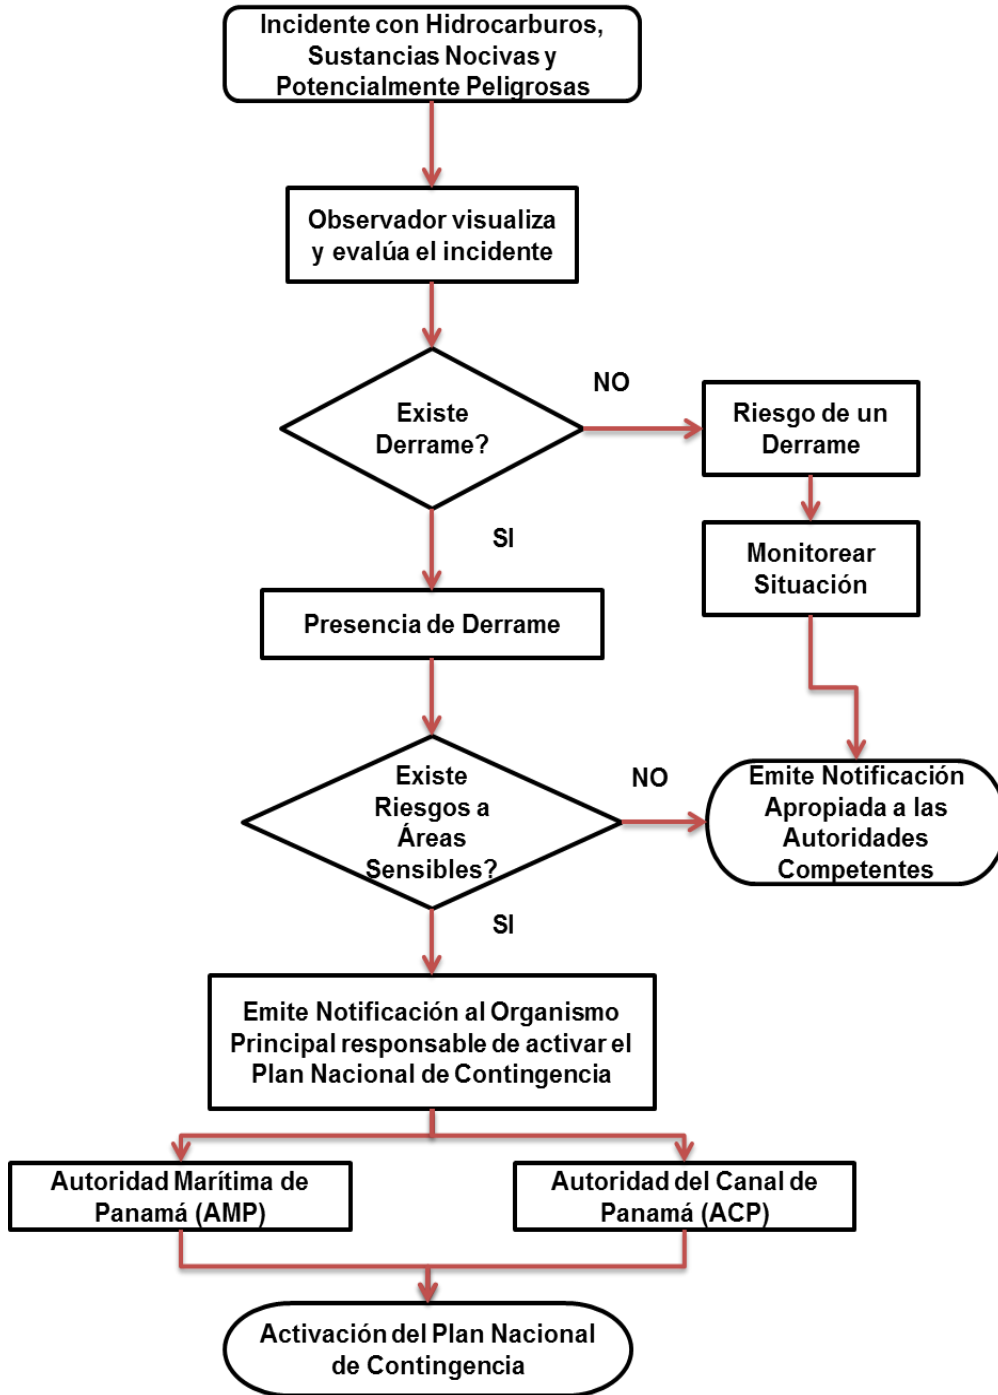 Incidente con Hidrocarburos,
Sustancias Nocivas y
Potencialmente Peligrosas
Observador visualiza
y evalúa el incidente
Existe
Derrame?
NO
Riesgo de un
Derrame
SI
Monitorear
Situación
Presencia de Derrame
Existe
Riesgos a
Áreas
Sensibles?
NO
Emite Notificación
Apropiada a las
Autoridades
Competentes
SI
Emite Notificación al Organismo
Principal responsable de activar el
Plan Nacional de Contingencia
Autoridad Marítima de
Panamá (AMP)
Autoridad del Canal de
Panamá (ACP)
Activación del Plan Nacional
de Contingencia